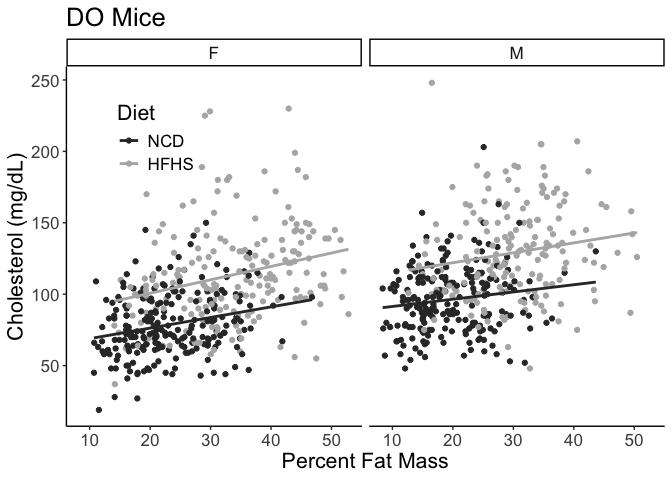 DO Mice
F M
Diet
NCD
HFHS
Cholesterol (mg/dL)
250
200
150
100
50
10 20 30 40 50 10 20 30 40 50
Percent Fat Mass